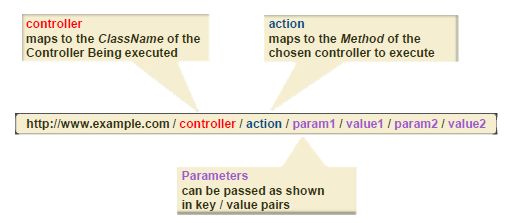 controller
maps to the ClassName of the
Controller Being executed
action
maps to the Method of the
chosen controller to execute
http://www.example.com / controller / action / param1 / value1 / param2 / value2
Parameters
can be passed as shown
in key / value pairs